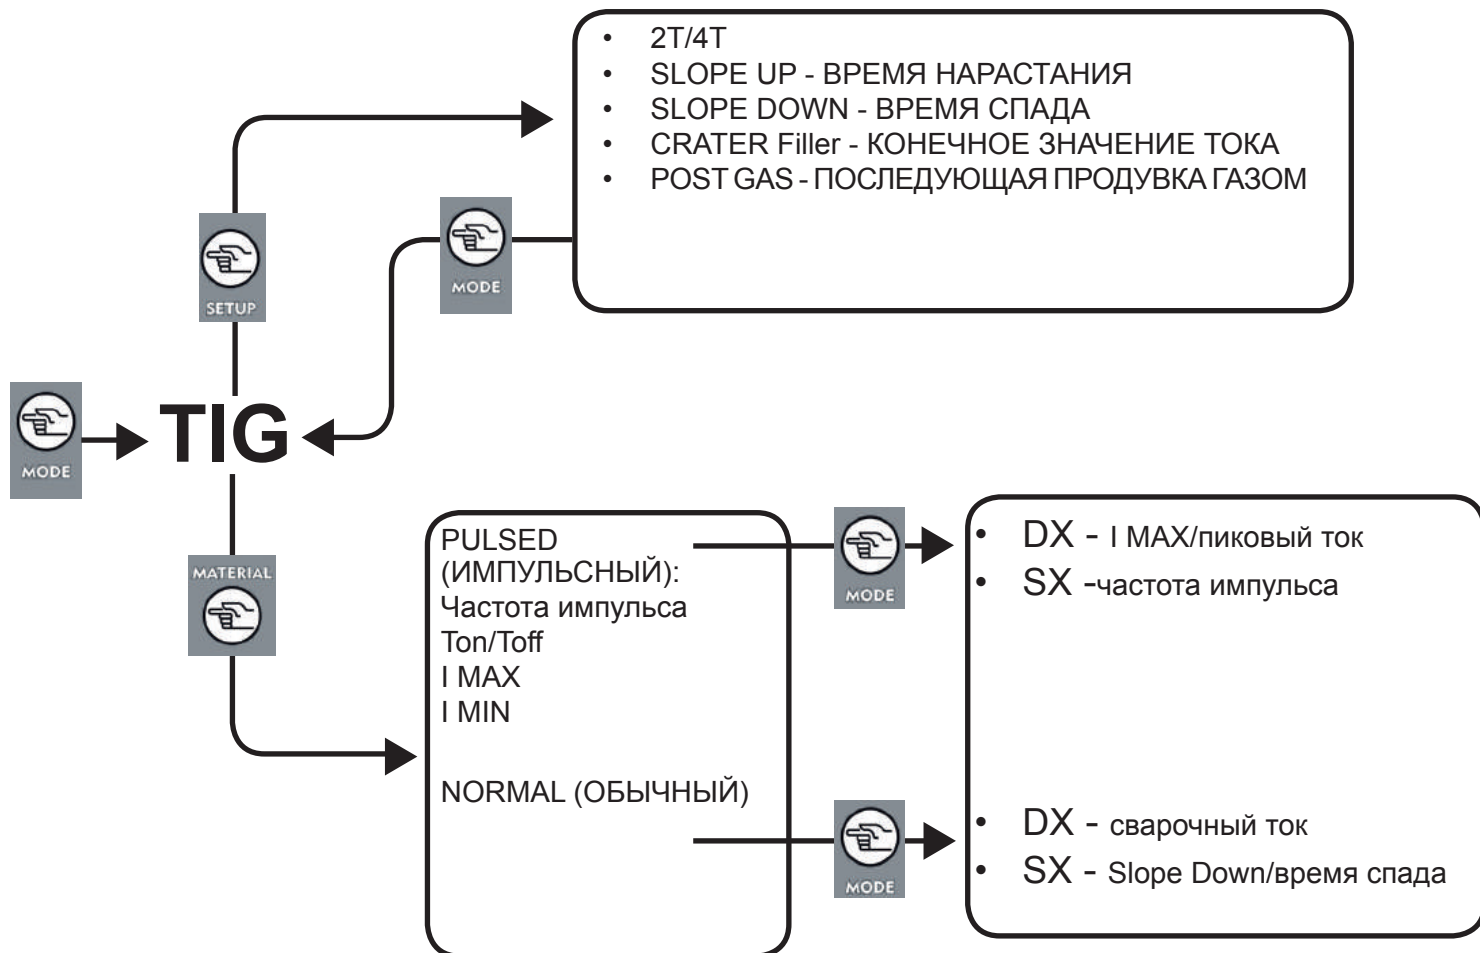 • 2T/4T
• SLOPE UP - ВРЕМЯ НАРАСТАНИЯ
• SLOPE DOWN - ВРЕМЯ СПАДА
• CRATER Filler - КОНЕЧНОЕ ЗНАЧЕНИЕ ТОКА
• POST GAS - ПОСЛЕДУЮЩАЯ ПРОДУВКА ГАЗОМ
MODE
SETUP
MODE
TIG
MATERIAL
PULSED
(ИМПУЛЬСНЫЙ):
Частота импульса
Ton/Toff
I MAX
I MIN
NORMAL (ОБЫЧНЫЙ)
MODE
• DX - I MAX/пиковый ток
• SX -частота импульса
MODE
• DX - сварочный ток
• SX - Slope Down/время спада